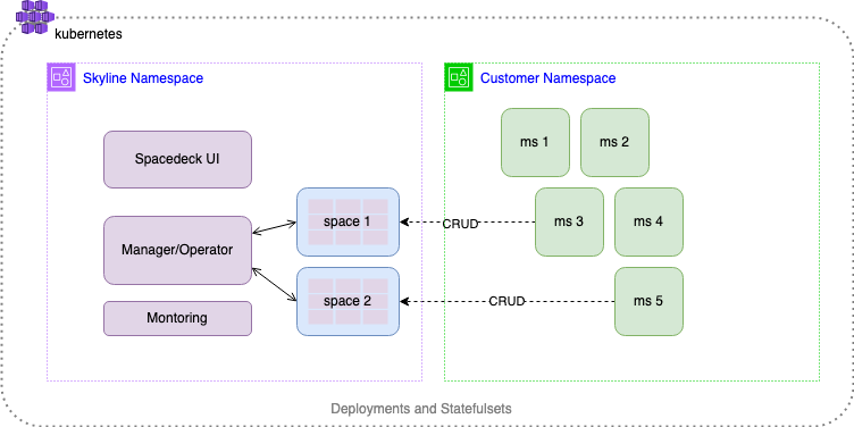 kubernetes
Skyline Namespace
Customer Namespace
ms 1
ms 2
Spacedeck UI
space 1
CRUD
ms 3
ms 4
Manager/Operator
space 2
CRUD
ms 5
Montoring
Deployments and Statefulsets